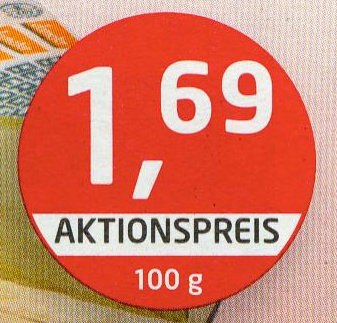 1,69
AKTIONSPREIS
100 g